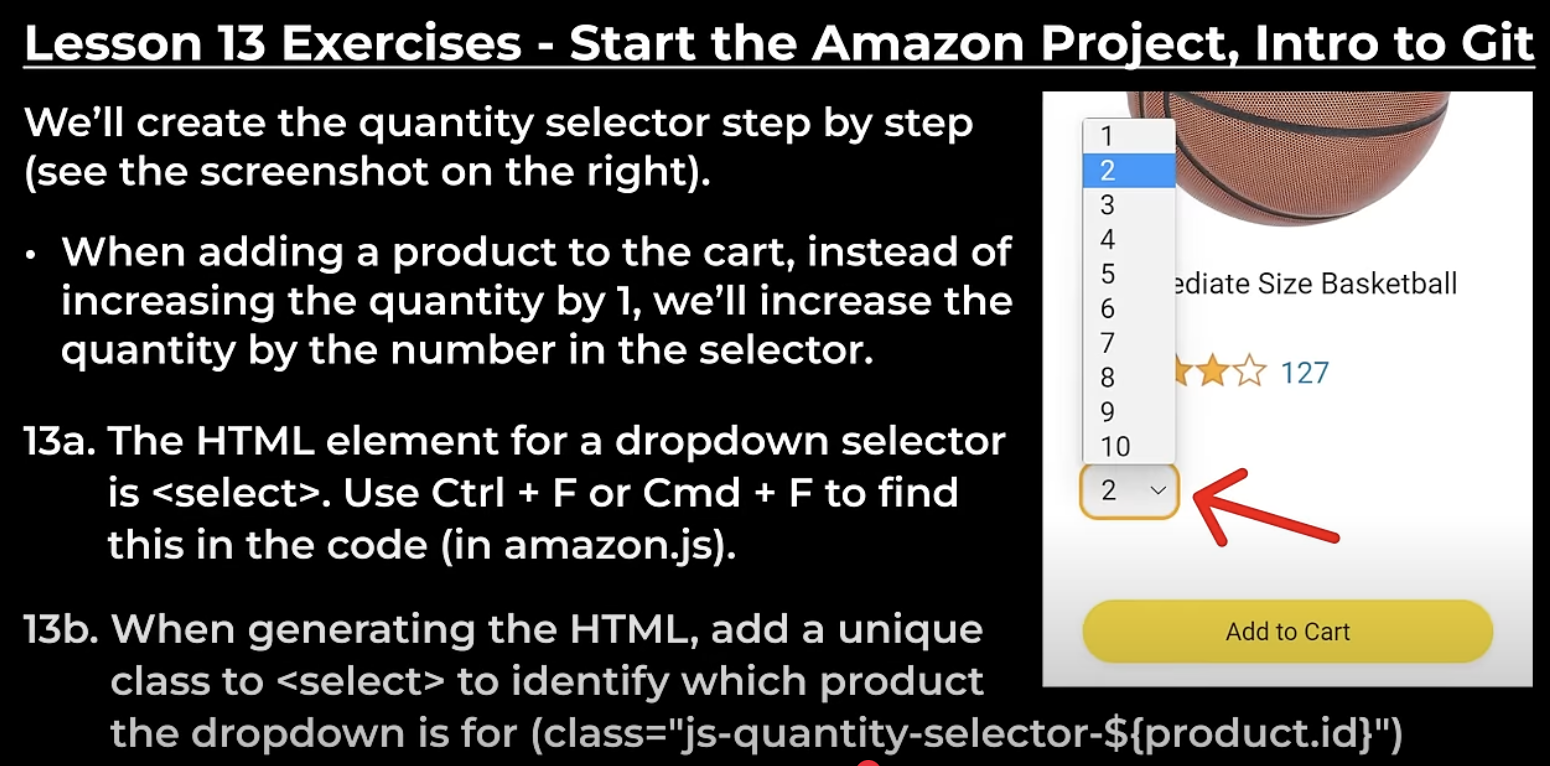 Lesson 13 Exercises - Start the Amazon Project, Intro to Git
We’ll create the quantity selector step by step
(see the screenshot on the right).
• When adding a product to the cart, instead of
increasing the quantity by 1, we’ll increase the
quantity by the number in the selector.
13a. The HTML element for a dropdown selector
is <select>. Use Ctrl + F or Cmd + F to find
this in the code (in amazon.js).
13b. When generating the HTML, add a unique
class to <select> to identify which product
the dropdown is for (class="js-quantity-selector-${product.id}")
1
2
3
4
5
6
7
8
9
10
ediate Size Basketball
127
2
Add to Cart